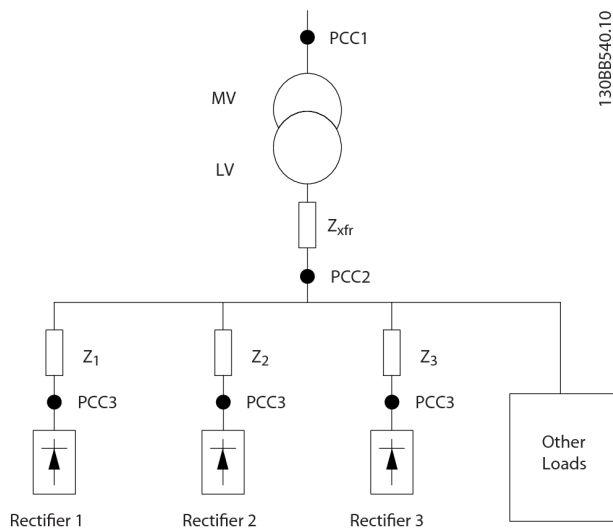 PCC1
130BB540.10
MV
LV
Zxfr
PCC2
Z1
Z2
Z3
PCC3
PCC3
PCC3
Other
Loads
Rectifier 1
Rectifier 2
Rectifier 3